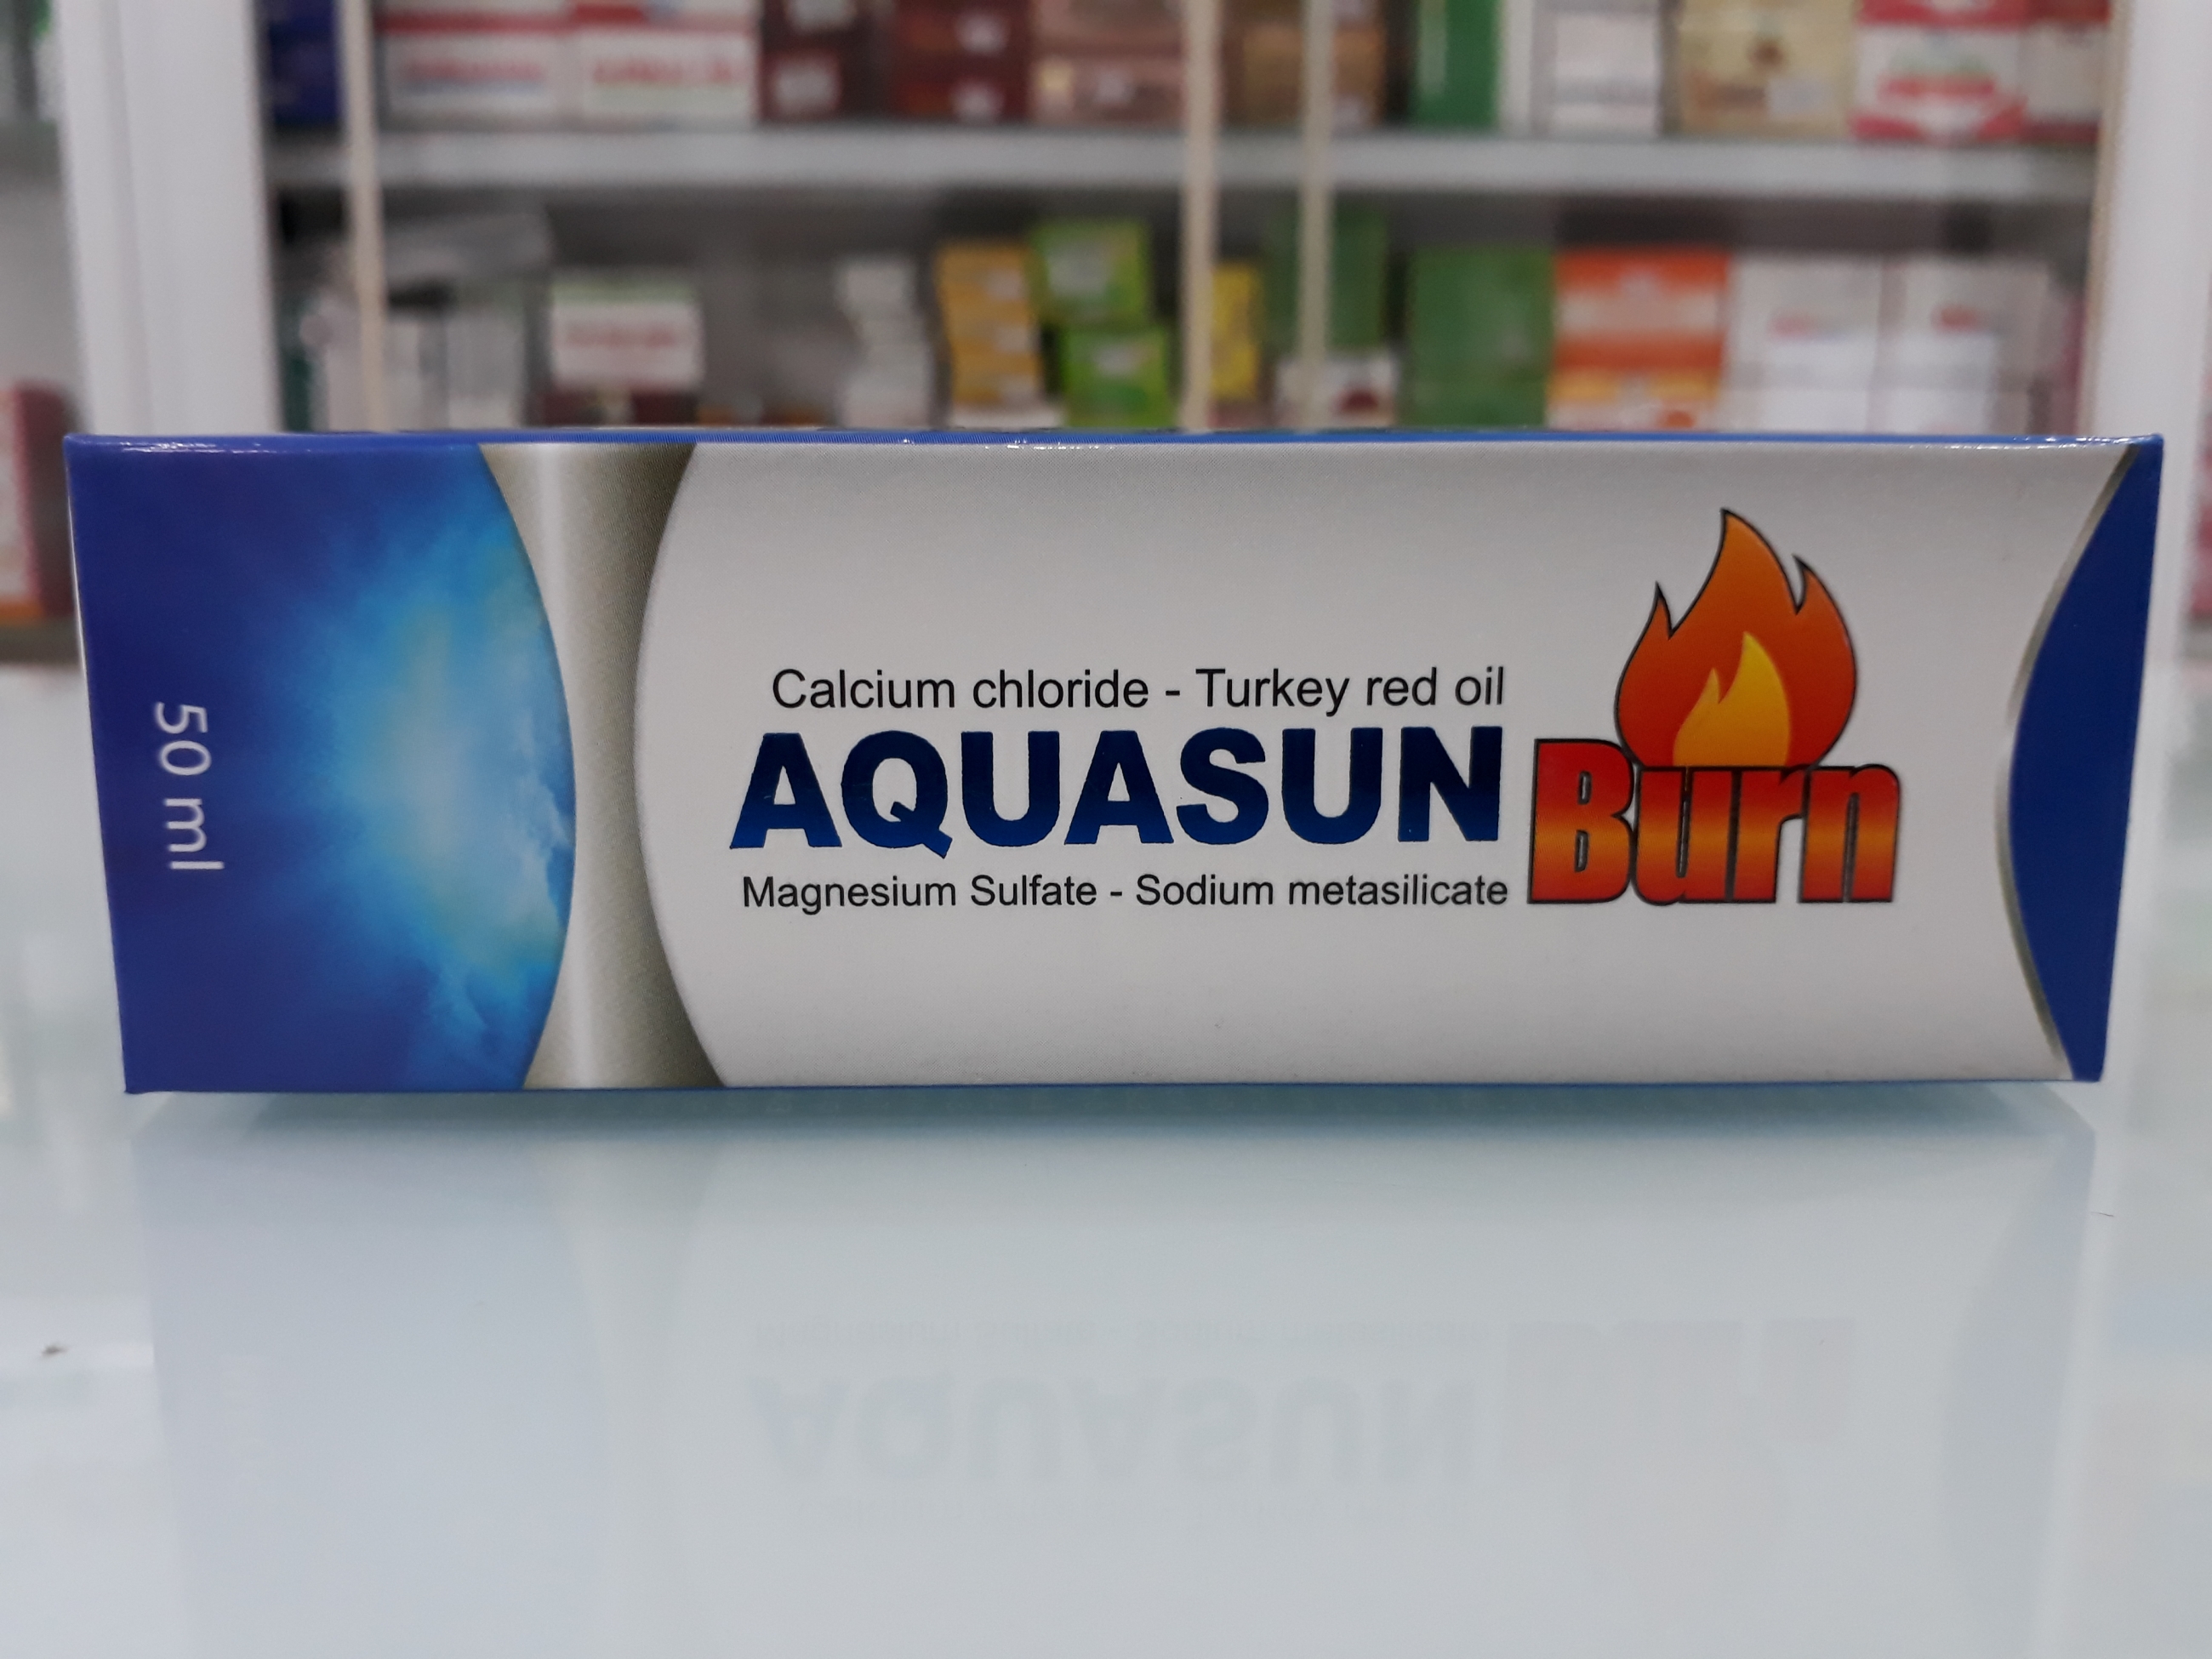 50 ml
Calcium chloride - Turkey red oil
AQUASUN Burn
Magnesium Sulfate - Sodium metasilicate